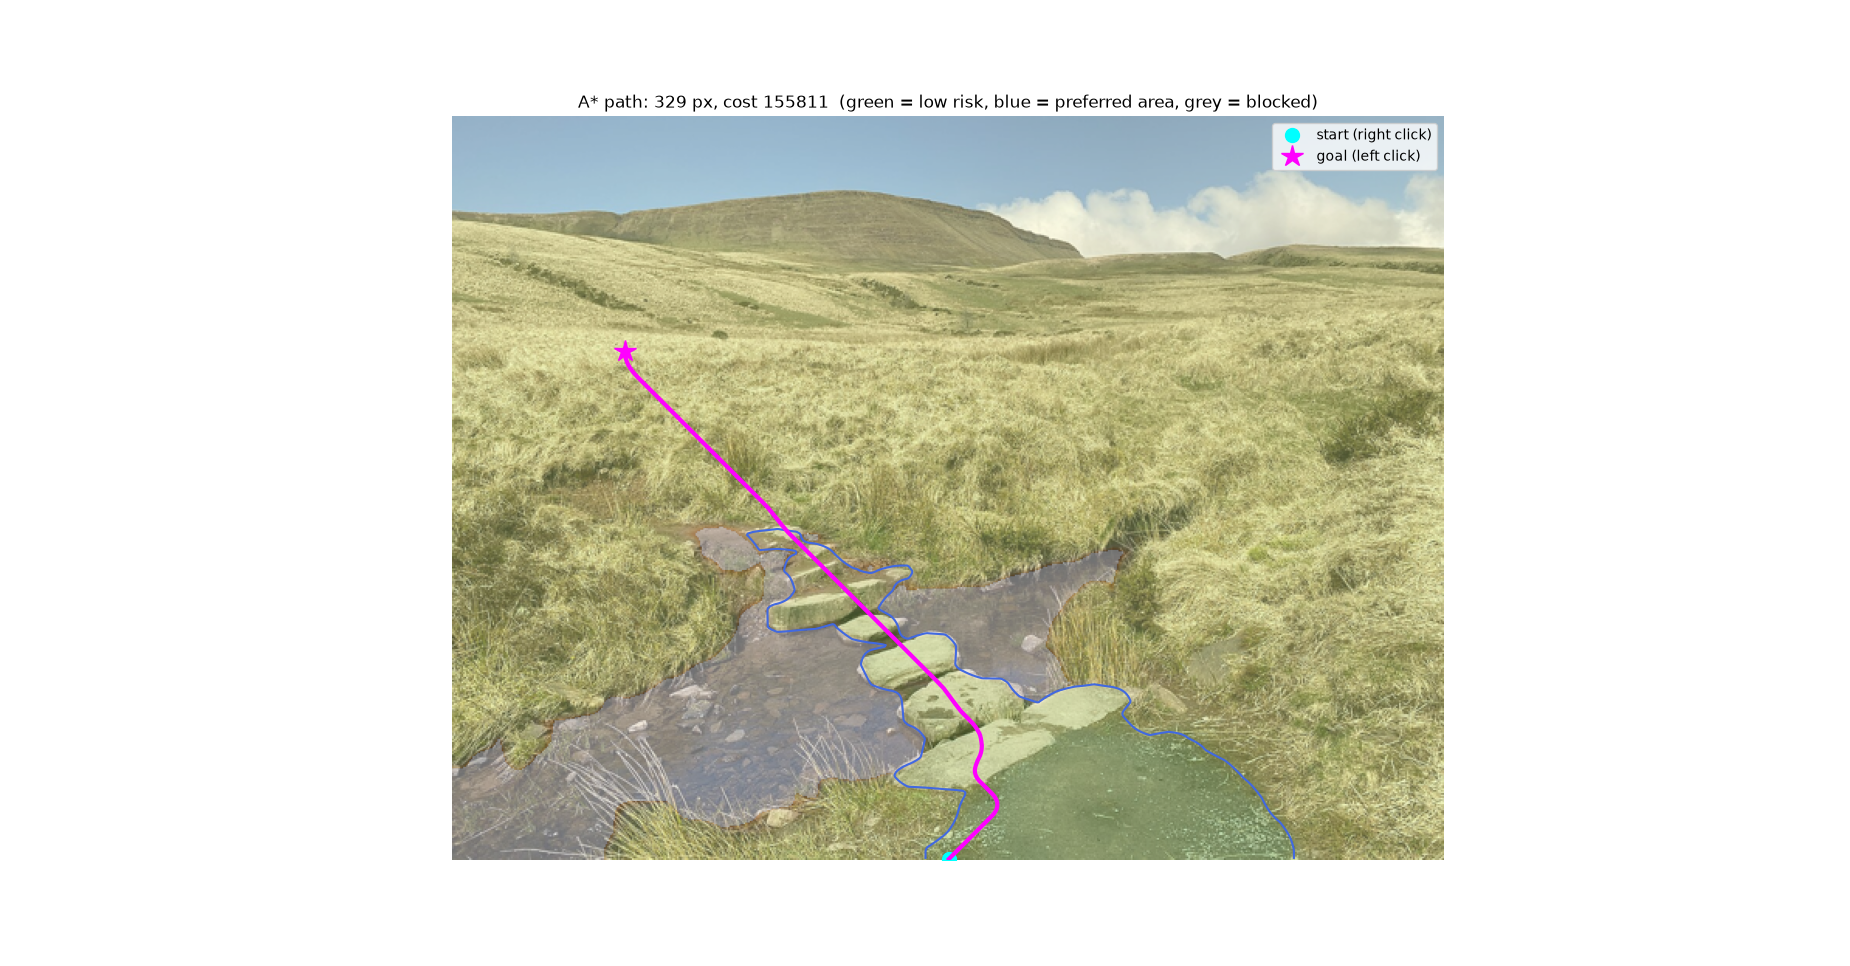 A* path: 329 px, cost 155811  (green = low risk, blue = preferred area, grey = blocked)
start (right click)
goal (left click)